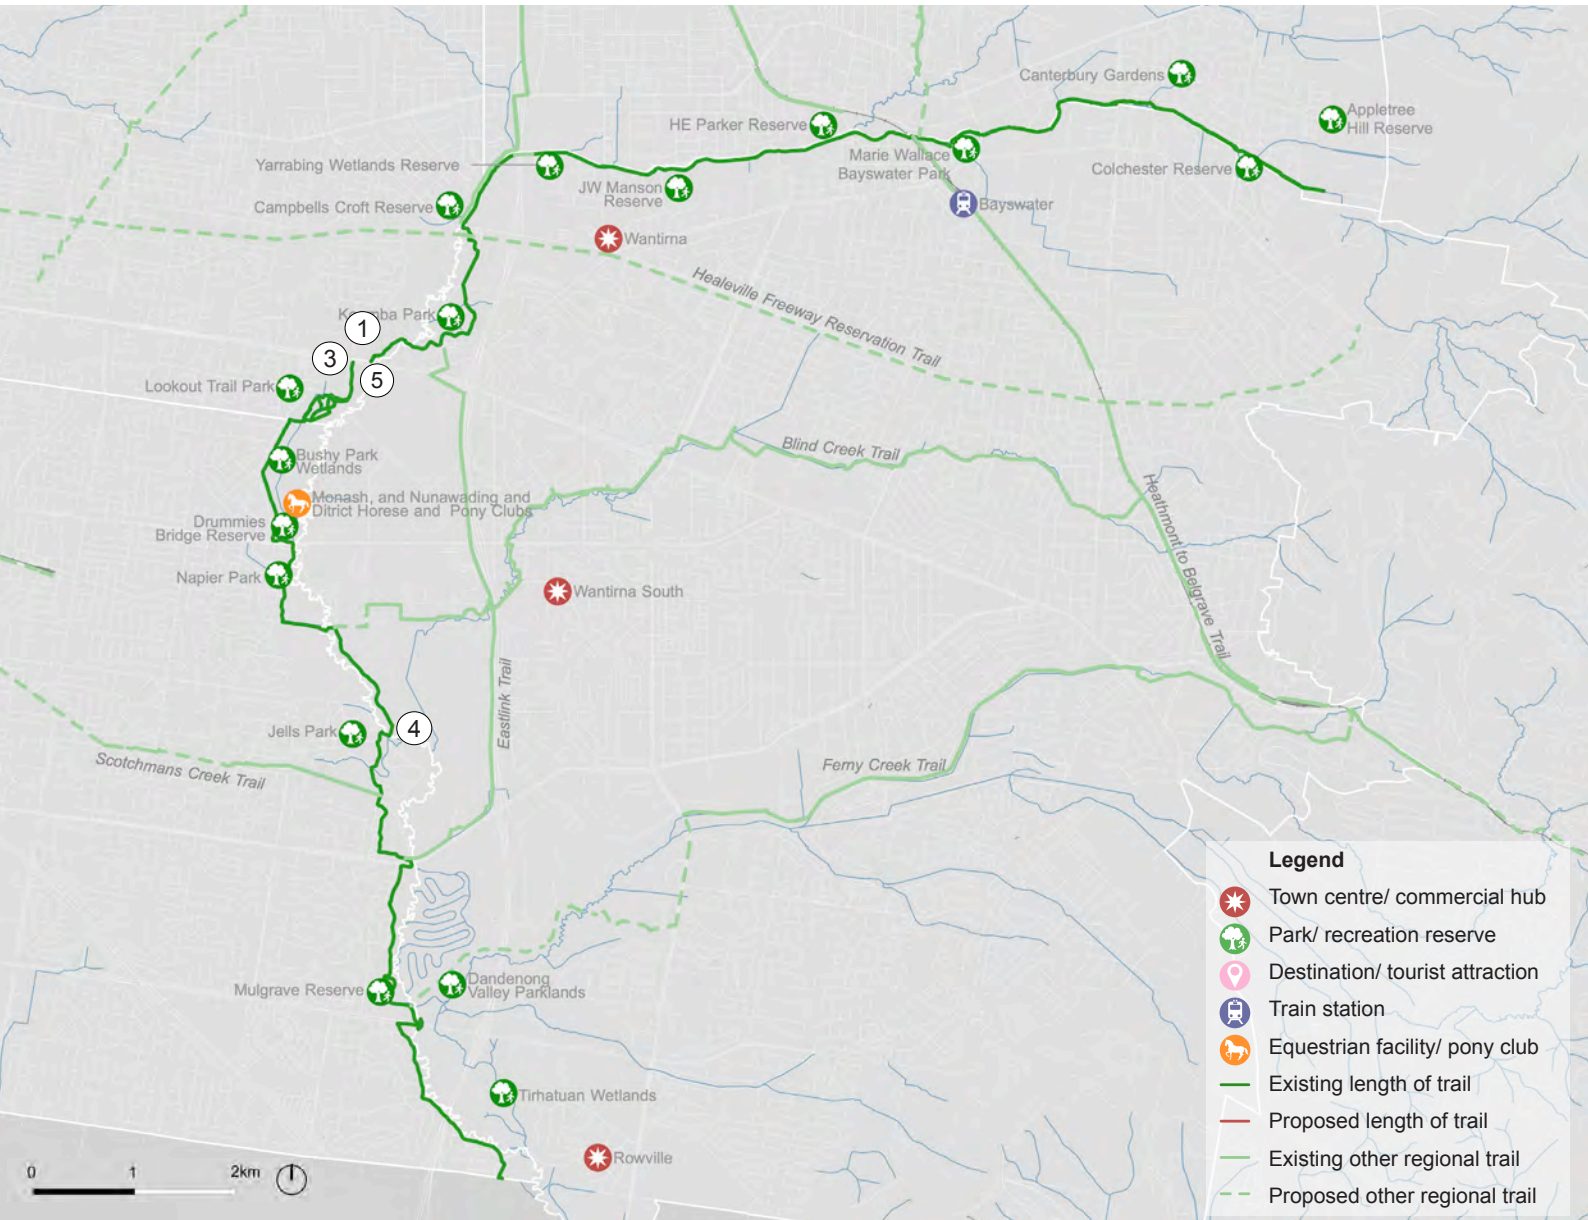 Canterbury Gardens
Appletree
Hill Reserve
HE Parker Reserve
Marie Wallace
Bayswater Park
Colchester Reserve
Yarrabing Wetlands Reserve
JW Manson
Reserve
Campbells Croft Reserve
Bayswater
Wantirna
Healeville Freeway Reservation Trail
Park
1
3
5
Lookout Trail Park
Blind Creek Trail
Bushy Park
Wetlands
Monash, and Nunawading and
Ditrict Horese and Pony Clubs
Drummies
Bridge Reserve
Heathmont to Belgrave Trail
Napier Park
Wantirna South
Eastlink Trail
Jells Park
4
Scotchmans Creek Trail
Ferny Creek Trail
Mulgrave Reserve
Dandenong
Valley Parklands
Tirhatuan Wetlands
Rowville
0 1 2km
Legend
Town centre/ commercial hub
Park/ recreation reserve
Destination/ tourist attraction
Train station
Equestrian facility/ pony club
Existing length of trail
Proposed length of trail
Existing other regional trail
Proposed other regional trail